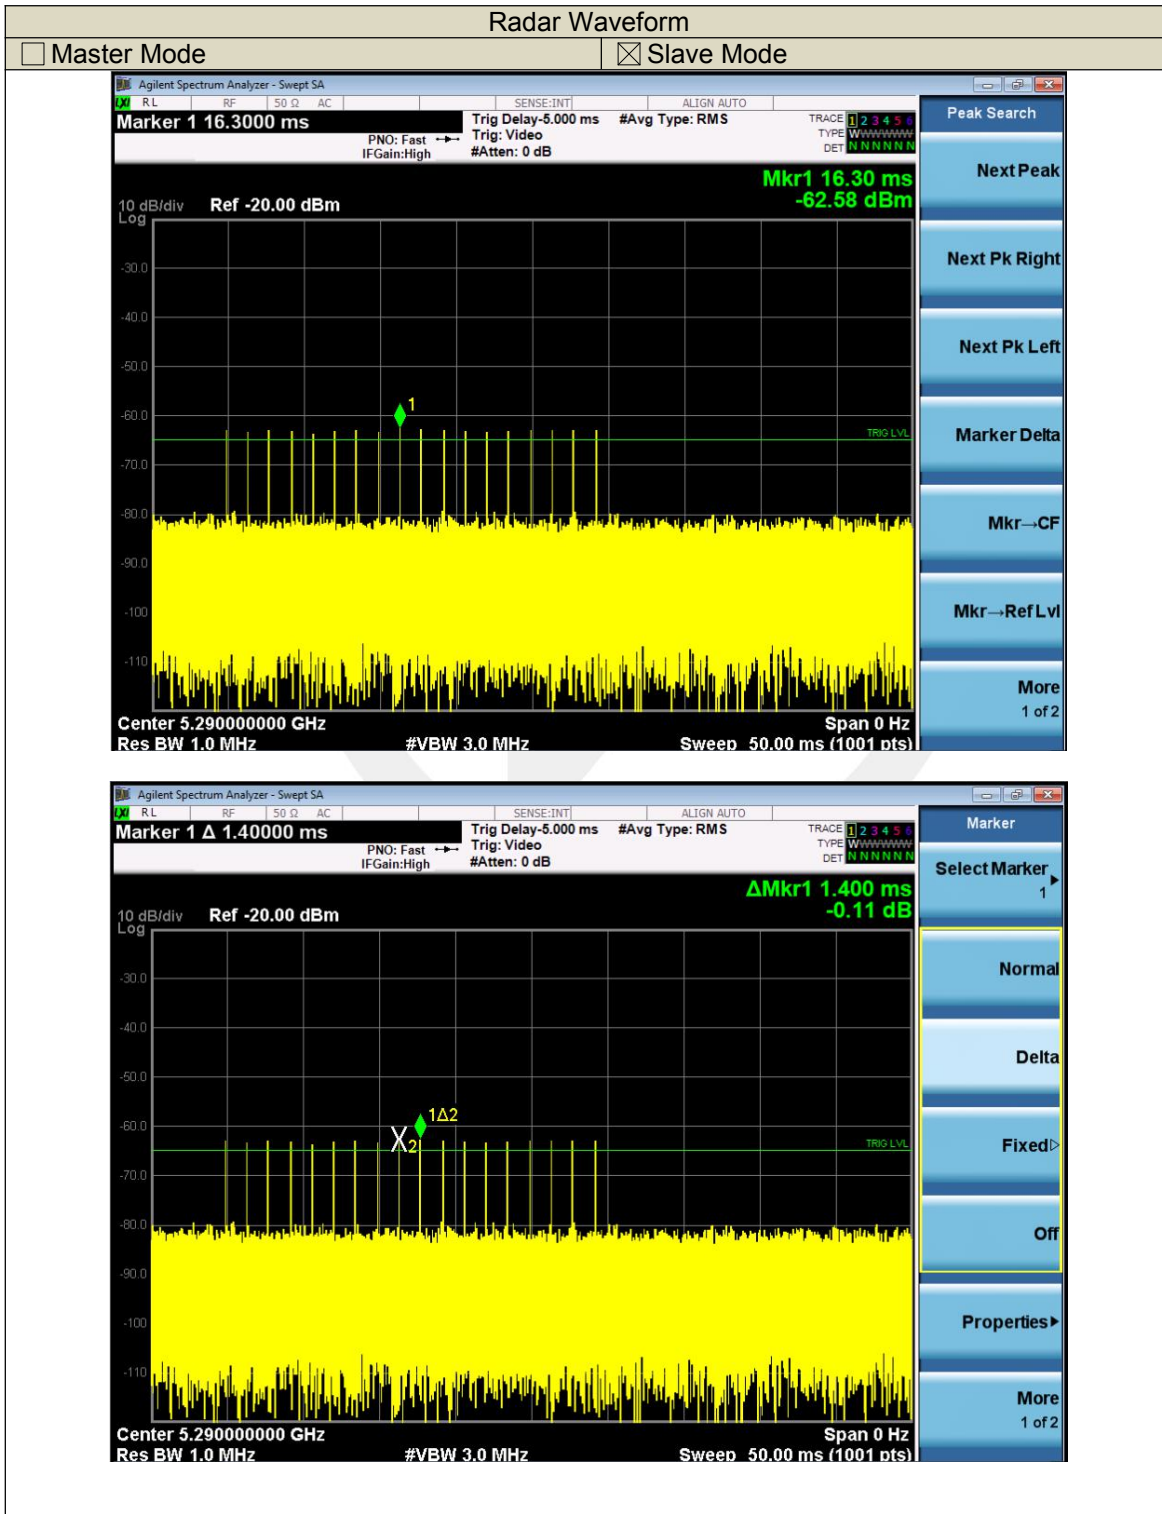 Radar Waveform
☐ Master Mode ☒ Slave Mode
Agilent Spectrum Analyzer - Swept SA
LXI RL RF 50 Ω AC SENSE:INT ALIGN AUTO
Marker 1 16.3000 ms
PNO: Fast
IFGain:High
Trig Delay-5.000 ms
Trig: Video
#Atten: 0 dB
#Avg Type: RMS
TRACE 1 2 3 4 5 6
TYPE WWWWWW
DET N N N N N N
Mkr1 16.30 ms
-62.58 dBm
10 dB/div Ref -20.00 dBm
Log
-30.0
-40.0
-50.0
-60.0
1
TRIG LVL
-70.0
-80.0
-90.0
-100
-110
Center 5.290000000 GHz Span 0 Hz
Res BW 1.0 MHz #VBW 3.0 MHz Sweep 50.00 ms (1001 pts)
Peak Search
Next Peak
Next Pk Right
Next Pk Left
Marker Delta
Mkr→CF
Mkr→Ref Lvl
More
1 of 2
Agilent Spectrum Analyzer - Swept SA
LXI RL RF 50 Ω AC SENSE:INT ALIGN AUTO
Marker 1 Δ 1.40000 ms
PNO: Fast
IFGain:High
Trig Delay-5.000 ms
Trig: Video
#Atten: 0 dB
#Avg Type: RMS
TRACE 1 2 3 4 5 6
TYPE WWWWWW
DET N N N N N N
ΔMkr1 1.400 ms
-0.11 dB
10 dB/div Ref -20.00 dBm
Log
-30.0
-40.0
-50.0
-60.0
1Δ2
2
TRIG LVL
-70.0
-80.0
-90.0
-100
-110
Center 5.290000000 GHz Span 0 Hz
Res BW 1.0 MHz #VBW 3.0 MHz Sweep 50.00 ms (1001 pts)
Marker
Select Marker
1
Normal
Delta
Fixed
Off
Properties
More
1 of 2